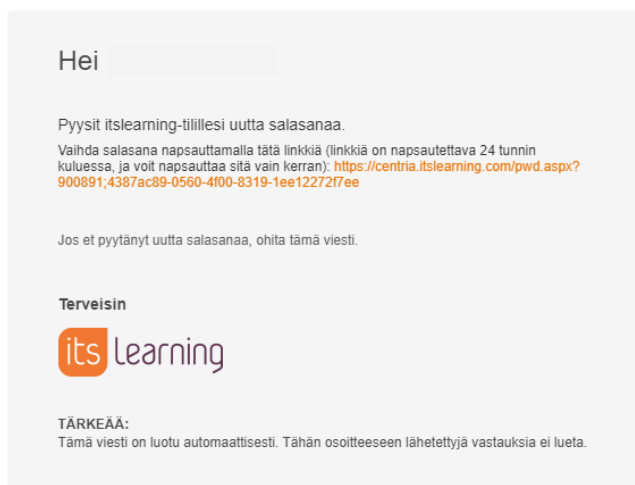 Hei
Pyysit itslearning-tilillesi uutta salasanaa.
Vaihda salasana napsauttamalla tätä linkkiä (linkkiä on napsautettava 24 tunnin
kuluessa, ja voit napsauttaa sitä vain kerran): https://centria.itslearning.com/pwd.aspx?
900891;4387ac89-0560-4f00-8319-1ee12272f7ee
Jos et pyytänyt uutta salasanaa, ohita tämä viesti.
Terveisin
its Learning
TÄRKEÄÄ:
Tämä viesti on luotu automaattisesti. Tähän osoitteeseen lähetettyjä vastauksia ei lueta.